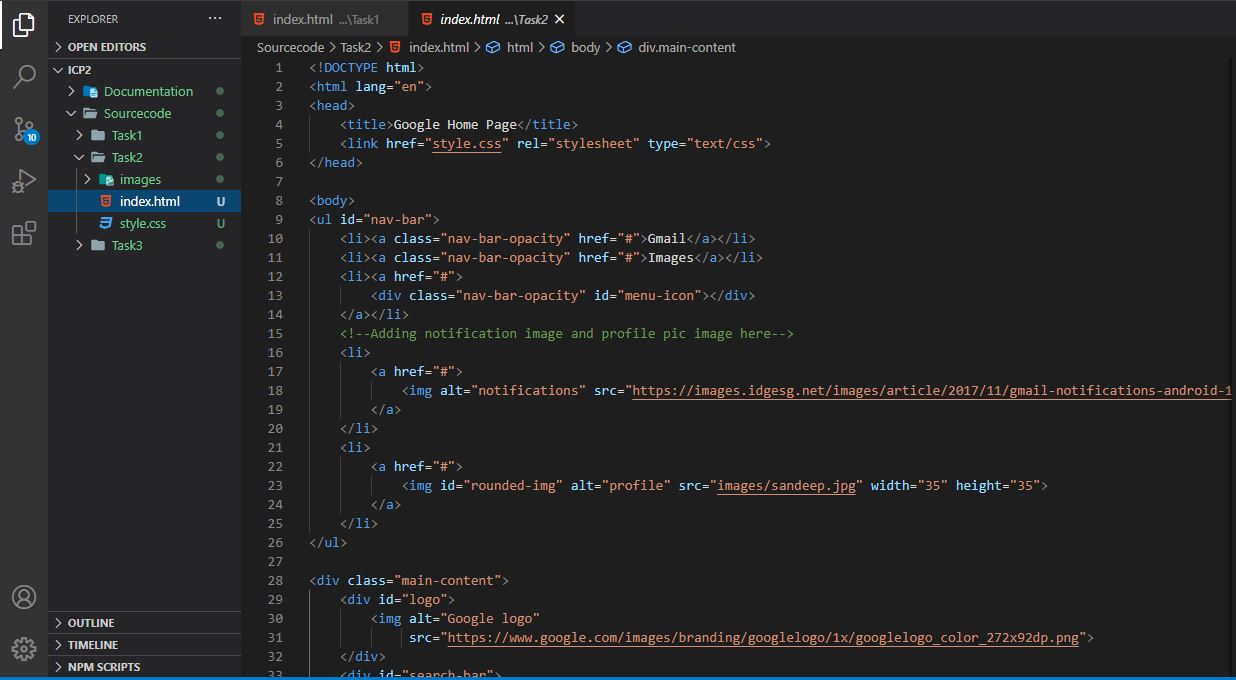 EXPLORER
OPEN EDITORS
ICP2
Documentation
Sourcecode
Task1
Task2
images
index.html U
style.css U
Task3
10
OUTLINE
TIMELINE
NPM SCRIPTS
index.html ...\Task1
index.html ...\Task2
Sourcecode > Task2 > index.html > html > body > div.main-content
1 <!DOCTYPE html>
2 <html lang="en">
3 <head>
4 <title>Google Home Page</title>
5 <link href="style.css" rel="stylesheet" type="text/css">
6 </head>
7
8 <body>
9 <ul id="nav-bar">
10 <li><a class="nav-bar-opacity" href="#">Gmail</a></li>
11 <li><a class="nav-bar-opacity" href="#">Images</a></li>
12 <li><a href="#">
13 <div class="nav-bar-opacity" id="menu-icon"></div>
14 </a></li>
15 <!--Adding notification image and profile pic image here-->
16 <li>
17 <a href="#">
18 <img alt="notifications" src="https://images.idgesg.net/images/article/2017/11/gmail-notifications-android-1
19 </a>
20 </li>
21 <li>
22 <a href="#">
23 <img id="rounded-img" alt="profile" src="images/sandeep.jpg" width="35" height="35">
24 </a>
25 </li>
26 </ul>
27
28 <div class="main-content">
29 <div id="logo">
30 <img alt="Google logo"
31 src="https://www.google.com/images/branding/googlelogo/1x/googlelogo_color_272x92dp.png">
32 </div>
33 <div id="search-bar">